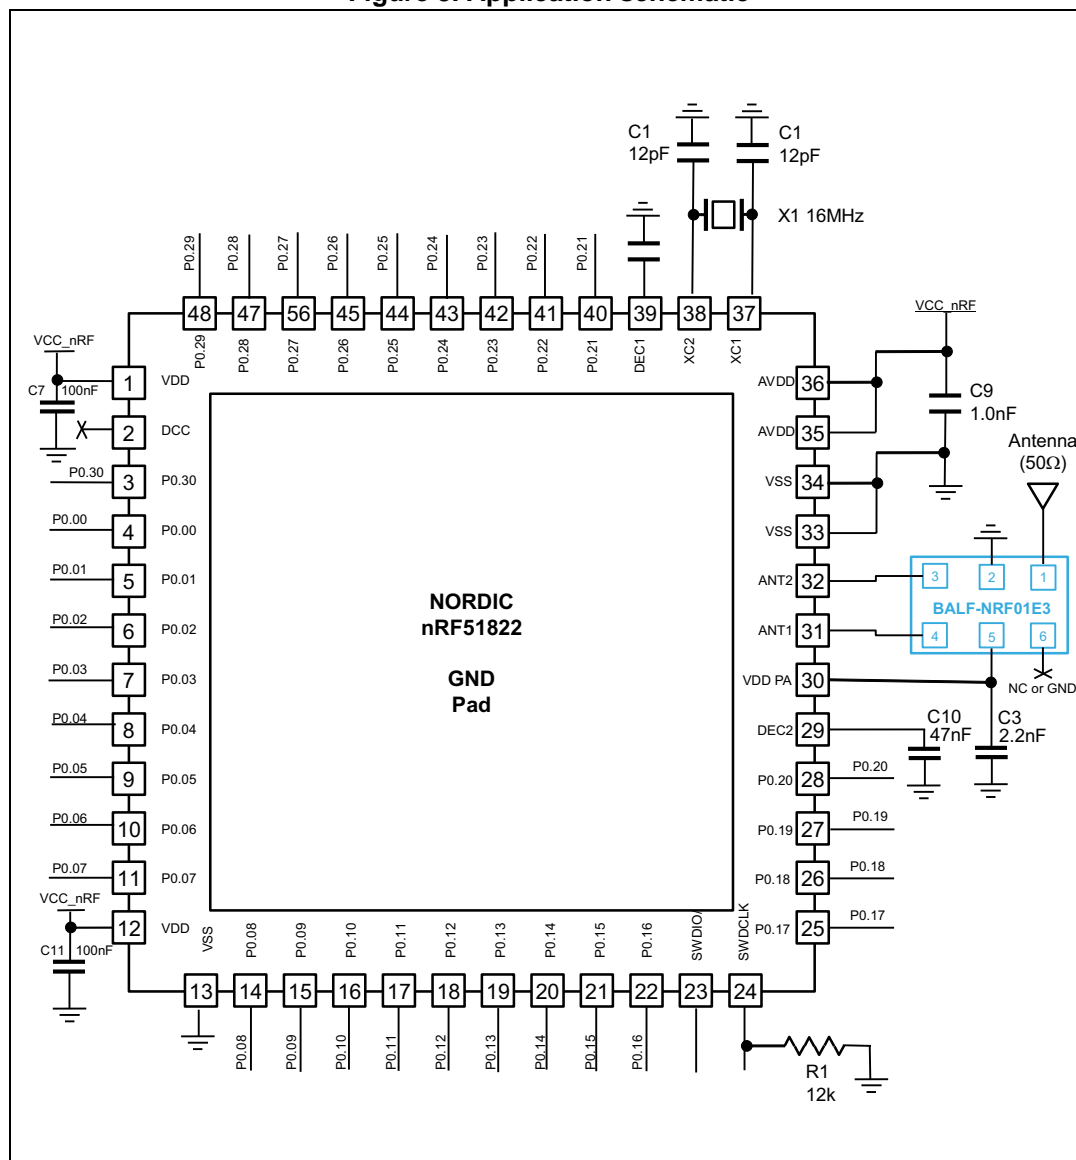 Figure 3. Application schematic
C1
12pF
C1
12pF
X1 16MHz
P0.29
P0.28
P0.27
P0.26
P0.25
P0.24
P0.23
P0.22
P0.21
48
47
56
45
44
43
42
41
40
39
38
37
P0.29
P0.28
P0.27
P0.26
P0.25
P0.24
P0.23
P0.22
P0.21
DEC1
XC2
XC1
VCC_nRF
1
VDD
C7
100nF
2
DCC
P0.30
3
P0.30
P0.00
4
P0.00
P0.01
5
P0.01
P0.02
6
P0.02
P0.03
7
P0.03
P0.04
8
P0.04
P0.05
9
P0.05
P0.06
10
P0.06
P0.07
11
P0.07
VCC_nRF
12
VDD
C11
100nF
NORDIC
nRF51822
GND
Pad
VCC_nRF
AVDD
36
C9
1.0nF
AVDD
35
Antenna
(50Ω)
VSS
34
VSS
33
ANT2
32
3
2
1
BALF-NRF01E3
ANT1
31
4
5
6
VDD PA
30
NC or GND
DEC2
29
C10
47nF
C3
2.2nF
P0.20
28
P0.20
P0.19
27
P0.19
P0.18
26
P0.18
P0.17
25
P0.17
VSS
P0.08
P0.09
P0.10
P0.11
P0.12
P0.13
P0.14
P0.15
P0.16
SWDIO/
SWDCLK
13
14
15
16
17
18
19
20
21
22
23
24
P0.08
P0.09
P0.10
P0.11
P0.12
P0.13
P0.14
P0.15
P0.16
R1
12k